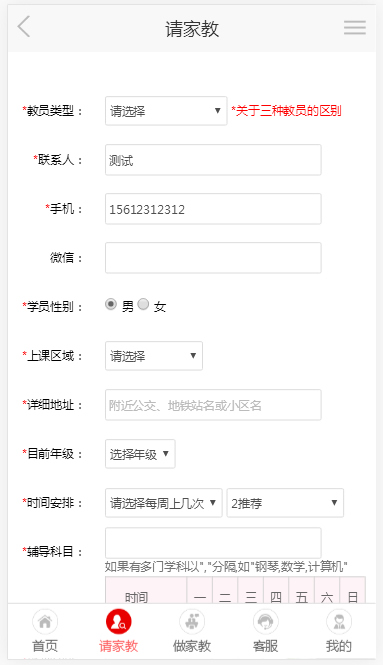 请家教
*教员类型： 请选择 *关于三种教员的区别
*联系人： 测试
*手机： 15612312312
微信：
*学员性别： 男 女
*上课区域： 请选择
*详细地址： 附近公交、地铁站名或小区名
*目前年级： 选择年级
*时间安排： 请选择每周上几次 2推荐
*辅导科目：
如果有多门学科以","分隔,如"钢琴,数学,计算机"
时间 一 二 三 四 五 六 日
首页 请家教 做家教 客服 我的